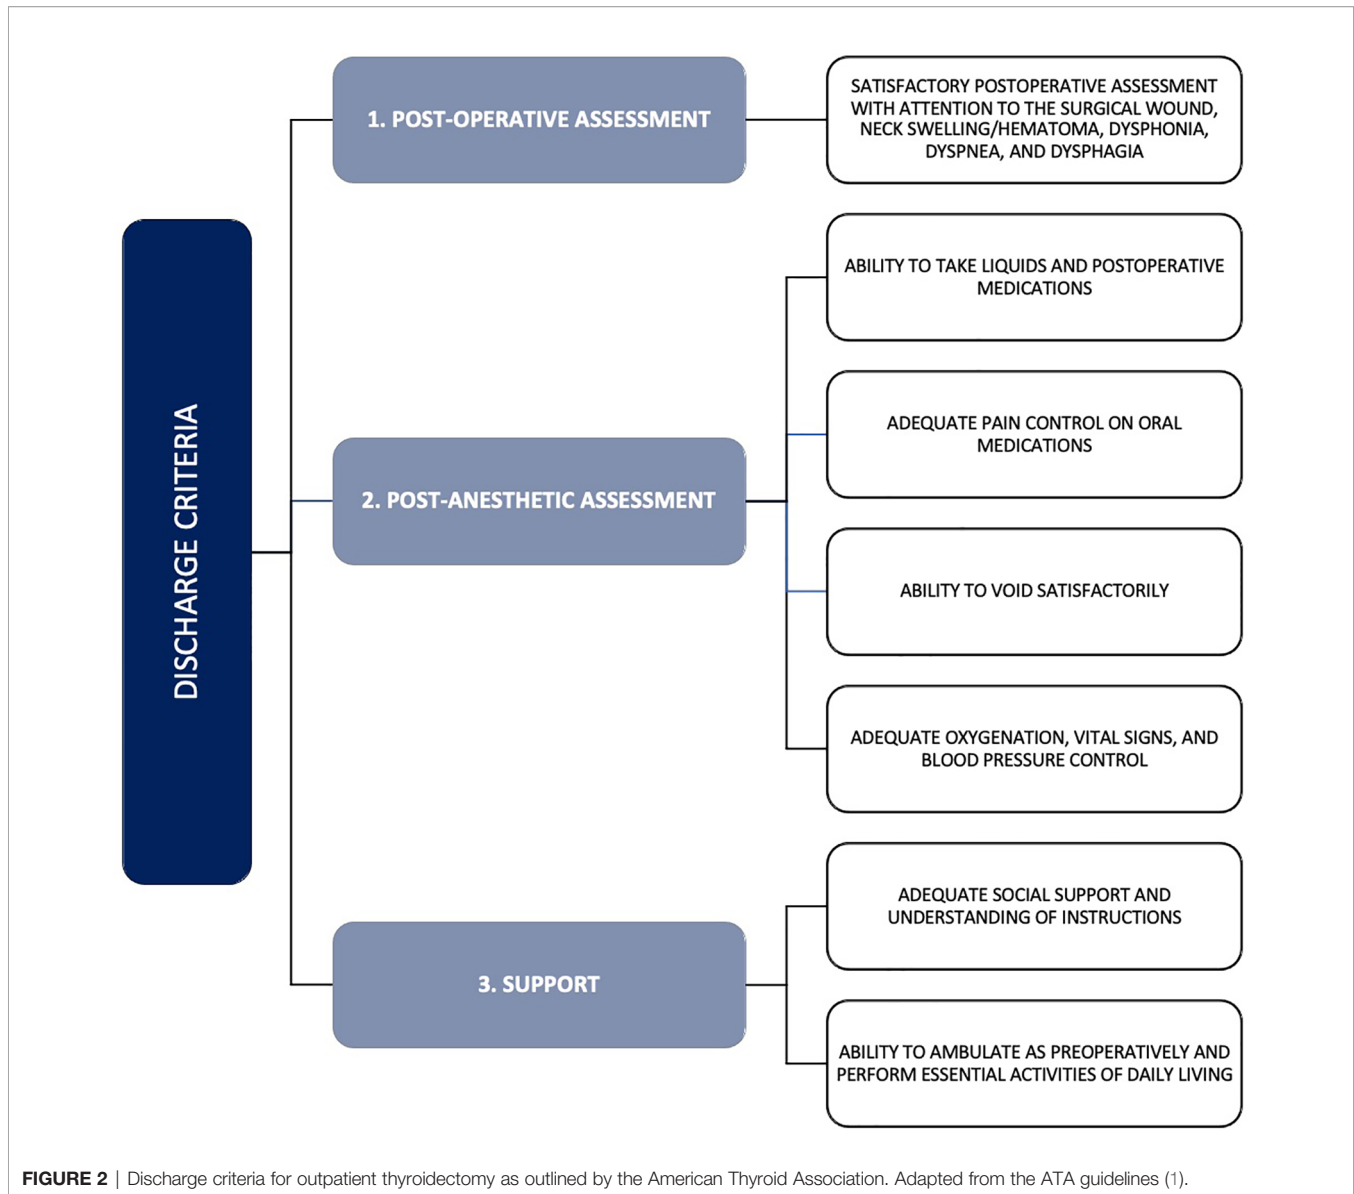 DISCHARGE CRITERIA
1. POST-OPERATIVE ASSESSMENT
SATISFACTORY POSTOPERATIVE ASSESSMENT
WITH ATTENTION TO THE SURGICAL WOUND,
NECK SWELLING/HEMATOMA, DYSPHONIA,
DYSPNEA, AND DYSPHAGIA
2. POST-ANESTHETIC ASSESSMENT
ABILITY TO TAKE LIQUIDS AND POSTOPERATIVE
MEDICATIONS
ADEQUATE PAIN CONTROL ON ORAL
MEDICATIONS
ABILITY TO VOID SATISFACTORILY
ADEQUATE OXYGENATION, VITAL SIGNS, AND
BLOOD PRESSURE CONTROL
3. SUPPORT
ADEQUATE SOCIAL SUPPORT AND
UNDERSTANDING OF INSTRUCTIONS
ABILITY TO AMBULATE AS PREOPERATIVELY AND
PERFORM ESSENTIAL ACTIVITIES OF DAILY LIVING
FIGURE 2 | Discharge criteria for outpatient thyroidectomy as outlined by the American Thyroid Association. Adapted from the ATA guidelines (1).